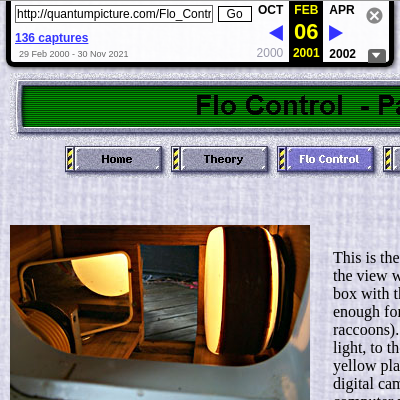 http://quantumpicture.com/Flo_Contr Go OCT FEB APR
136 captures 06
29 Feb 2000 - 30 Nov 2021 2000 2001 2002
Flo Control - Pa
Home Theory Flo Control
This is the
the view w
box with th
enough for
raccoons).
light, to th
yellow pla
digital cam